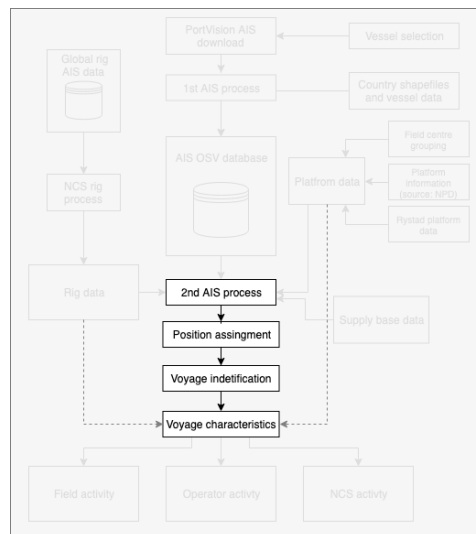 PortVision AIS
download
Vessel selection
Global rig
AIS data
1st AIS process
Country shapefiles
and vessel data
AIS OSV database
Field centre
grouping
Platfrom data
Platform
information
(source: NPD)
NCS rig
process
Rystad platform
data
Rig data
2nd AIS process
Supply base data
Position assingment
Voyage indetification
Voyage characteristics
Field activity
Operator activty
NCS activty